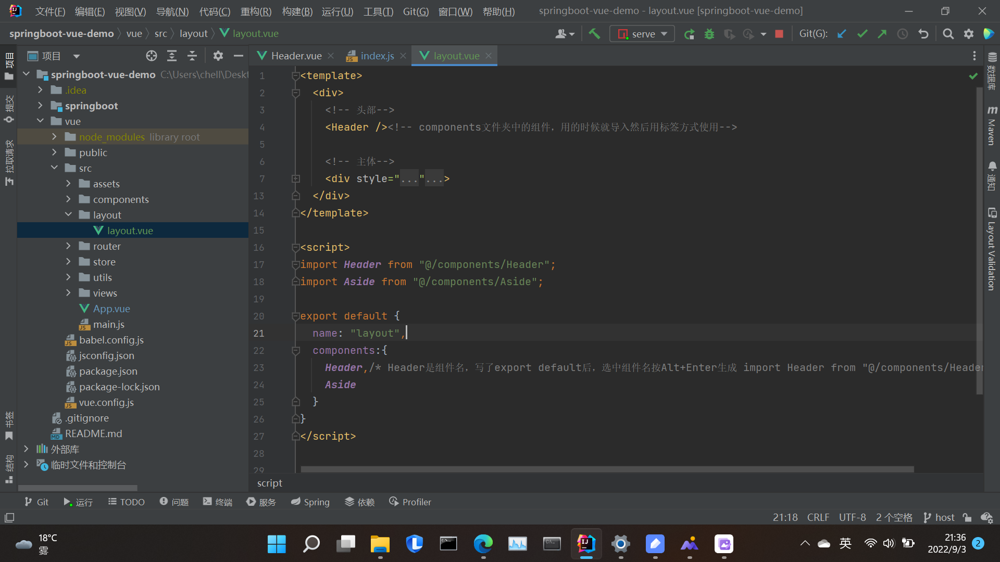 文件(F) 编辑(E) 视图(V) 导航(N) 代码(C) 重构(R) 构建(B) 运行(U) 工具(T) Git(G) 窗口(W) 帮助(H) springboot-vue-demo - layout.vue [springboot-vue-demo]
springboot-vue-demo vue src layout layout.vue serve Git(G):
项目 Header.vue index.js layout.vue
springboot-vue-demo C:\Users\chell\Deskt
.idea
springboot
vue
node_modules library root
public
src
assets
components
layout
layout.vue
router
store
utils
views
App.vue
main.js
babel.config.js
jsconfig.json
package.json
package-lock.json
vue.config.js
.gitignore
README.md
外部库
临时文件和控制台
项目
提交
拉取请求
书签
结构
1 <template>
2 <div>
3 <!-- 头部-->
4 <Header /><!-- components文件夹中的组件，用的时候就导入然后用标签方式使用-->
5
6 <!-- 主体-->
7 <div style="..."...>
13 </div>
14 </template>
15
16 <script>
17 import Header from "@/components/Header";
18 import Aside from "@/components/Aside";
19
20 export default {
21 name: "layout",
22 components:{
23 Header,/* Header是组件名，写了export default后，选中组件名按Alt+Enter生成 import Header from "@/components/Header
24 Aside
25 }
26 }
27 </script>
28
29
script
数据库
Maven
通知
Layout Validation
Git 运行 TODO 问题 终端 服务 Spring 依赖 Profiler
21:18 CRLF UTF-8 2 个空格 host
18°C
雾
英
21:36
2022/9/3
2